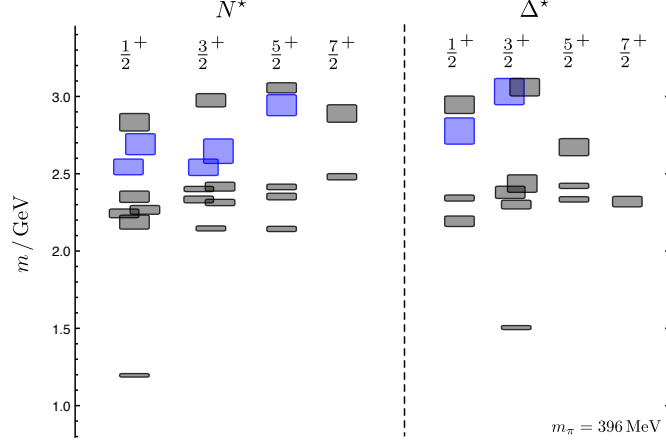 N⋆ Δ⋆
1/2+ 3/2+ 5/2+ 7/2+ 1/2+ 3/2+ 5/2+ 7/2+
3.0
2.5
m / GeV
2.0
1.5
1.0
mπ = 396 MeV